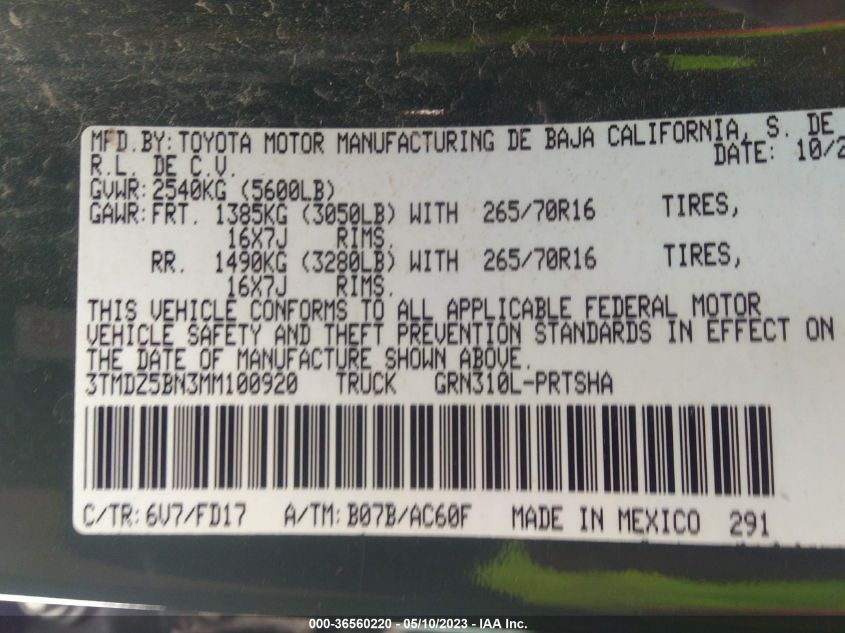 MFD.BY:TOYOTA MOTOR MANUFACTURING DE BAJA CALIFORNIA, S. DE
R.L. DE C.V. DATE: 10/2
GVWR:2540KG (5600LB)
GAWR:FRT. 1385KG (3050LB) WITH 265/70R16 TIRES,
16X7J RIMS.
RR. 1490KG (3280LB) WITH 265/70R16 TIRES,
16X7J RIMS.
THIS VEHICLE CONFORMS TO ALL APPLICABLE FEDERAL MOTOR
VEHICLE SAFETY AND THEFT PREVENTION STANDARDS IN EFFECT ON
THE DATE OF MANUFACTURE SHOWN ABOVE.
3TMDZ5BN3MM100920 TRUCK GRN310L-PRTSHA
C/TR:6V7/FD17 A/TM:B07B/AC60F MADE IN MEXICO 291
000-36560220 - 05/10/2023 - IAA Inc.